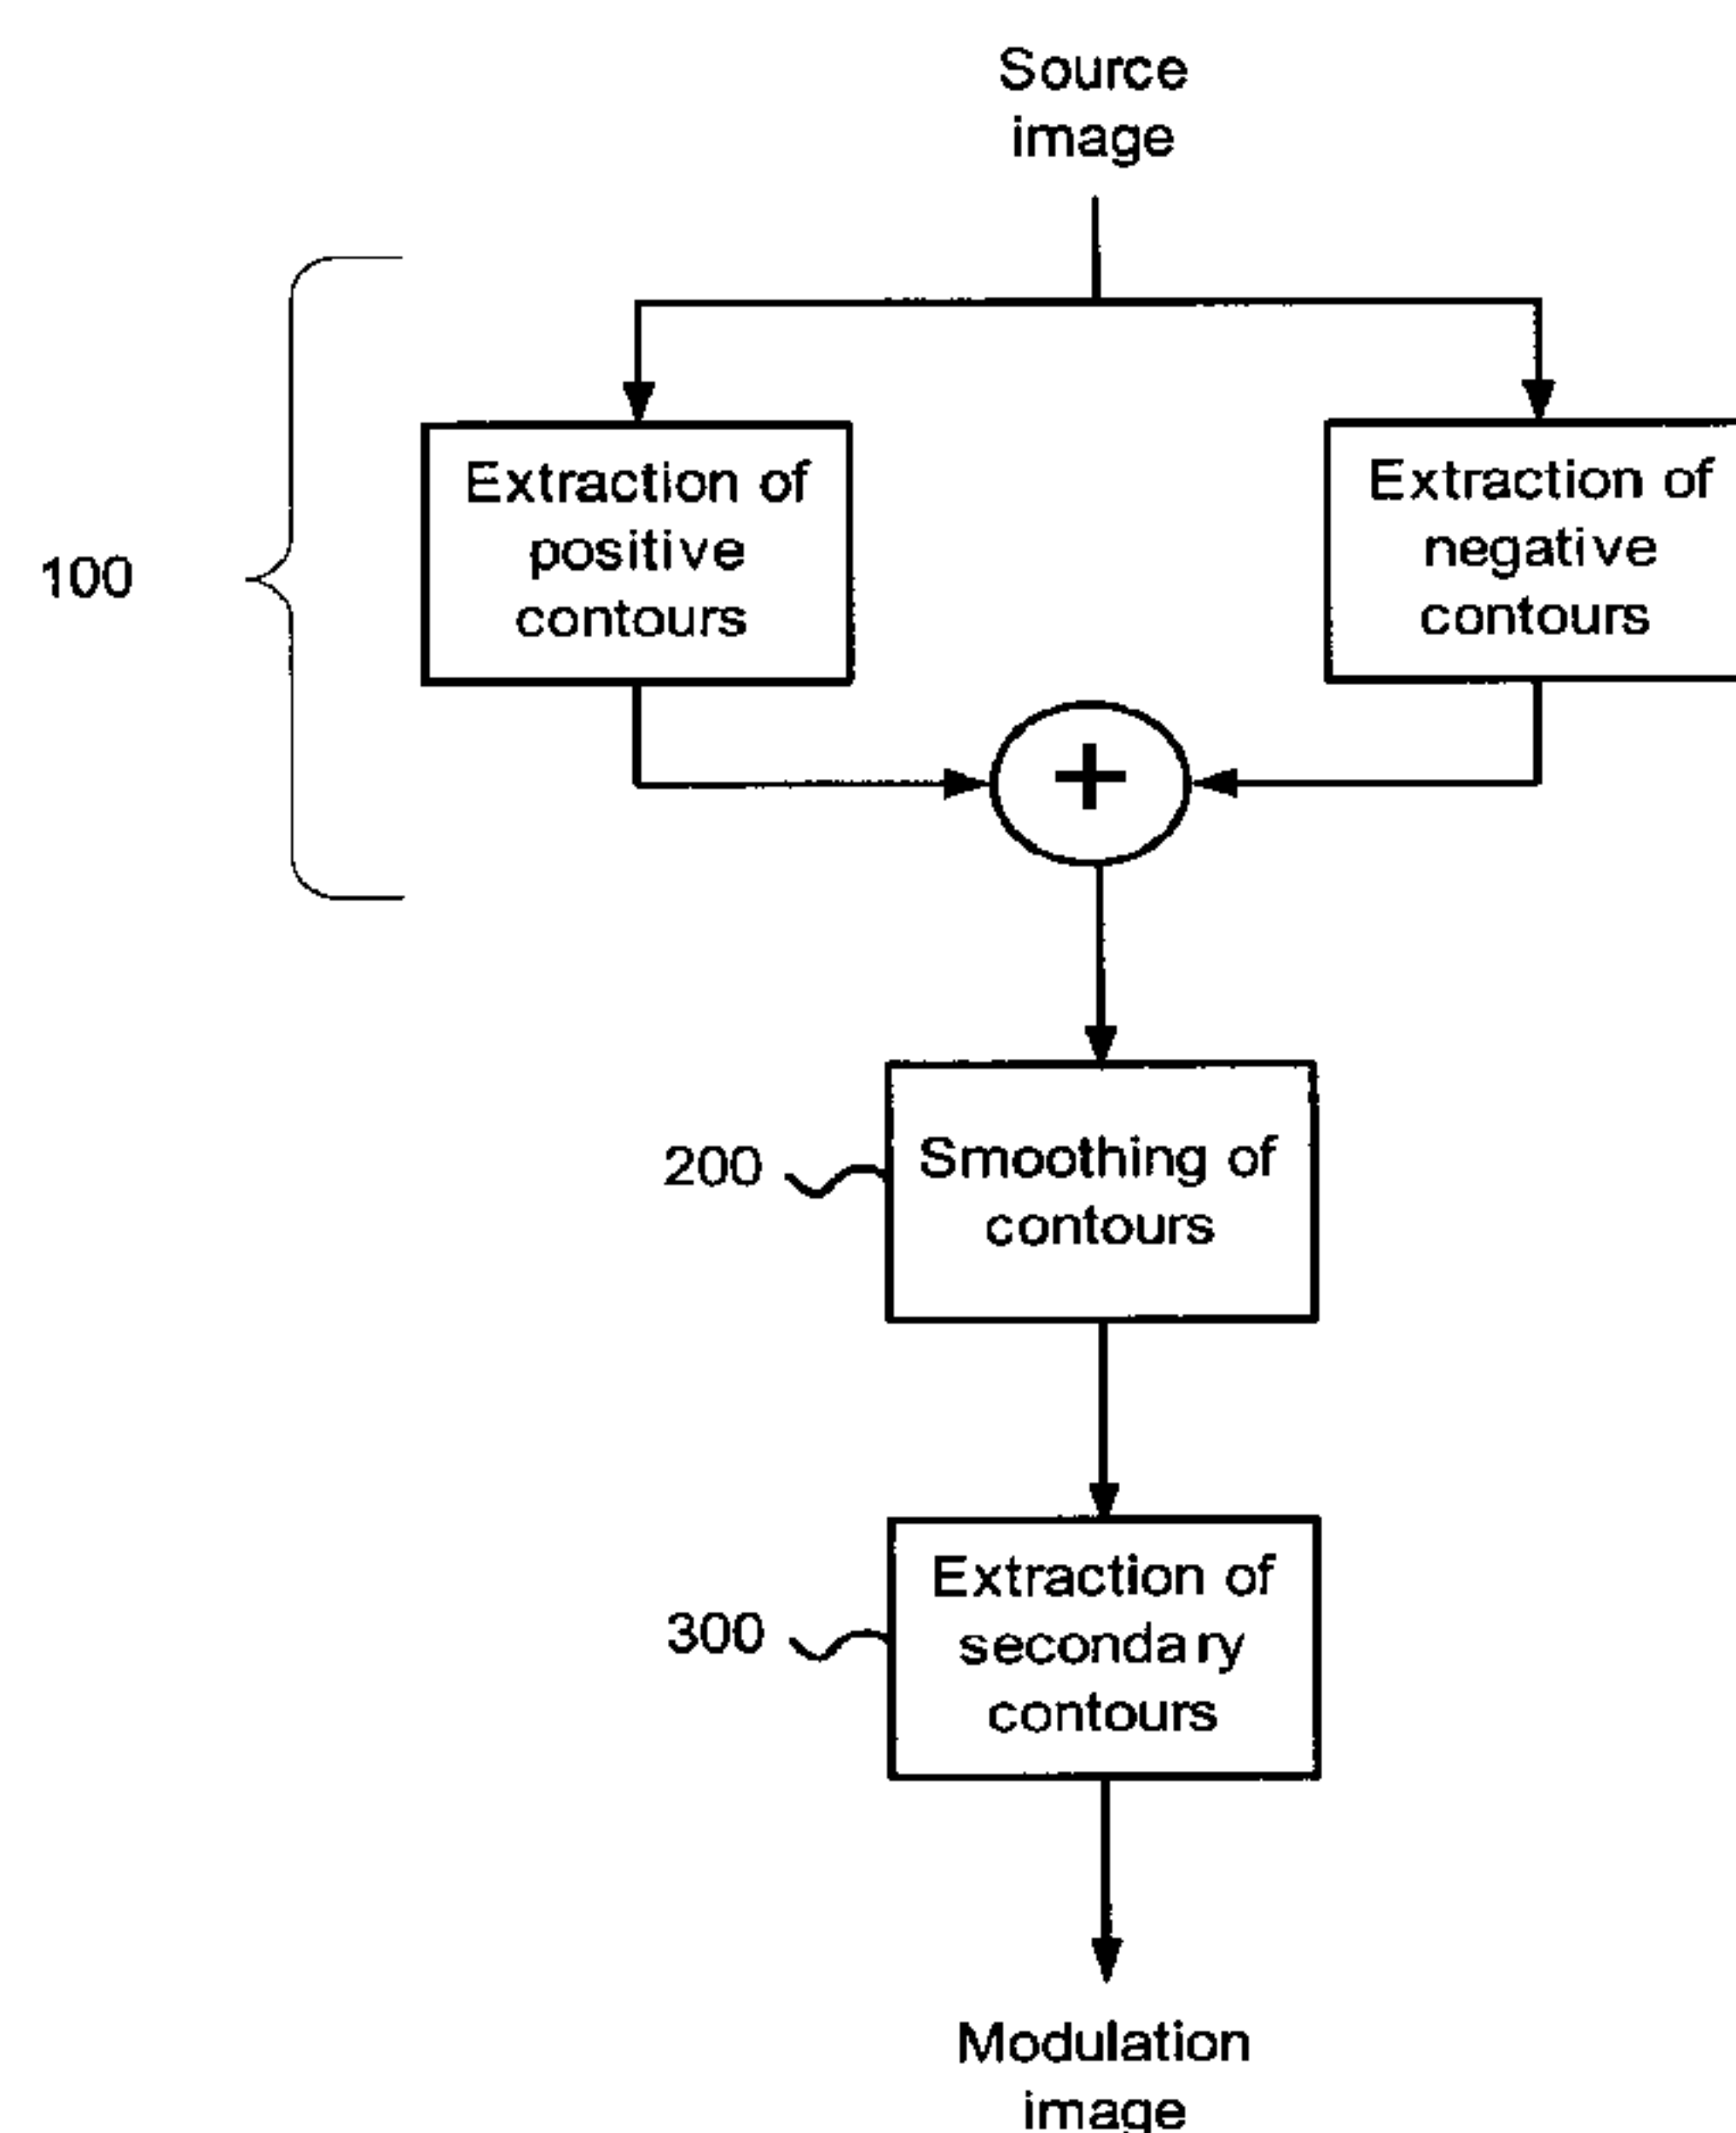 Source
image
100
Extraction of
positive
contours
Extraction of
negative
contours
+
200
Smoothing of
contours
300
Extraction of
secondary
contours
Modulation
image